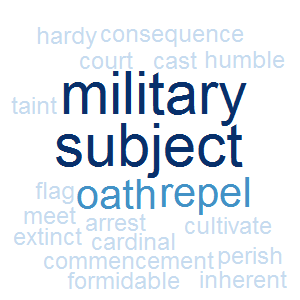 hardy consequence
court cast humble
military
taint
subject
flag oath repel
meet arrest cultivate
extinct cardinal
commencement perish
formidable inherent